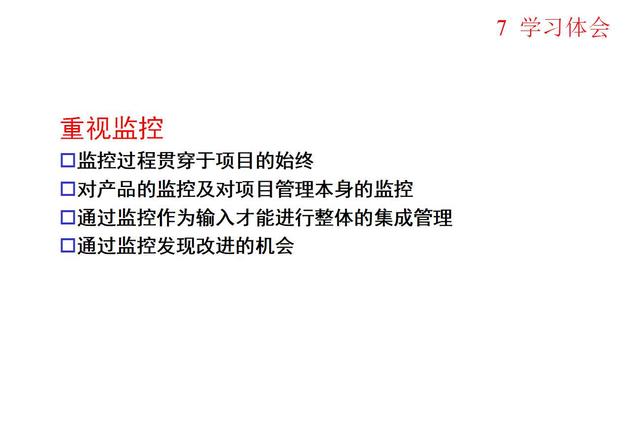 7 学习体会
重视监控
监控过程贯穿于项目的始终
对产品的监控及对项目管理本身的监控
通过监控作为输入才能进行整体的集成管理
通过监控发现改进的机会